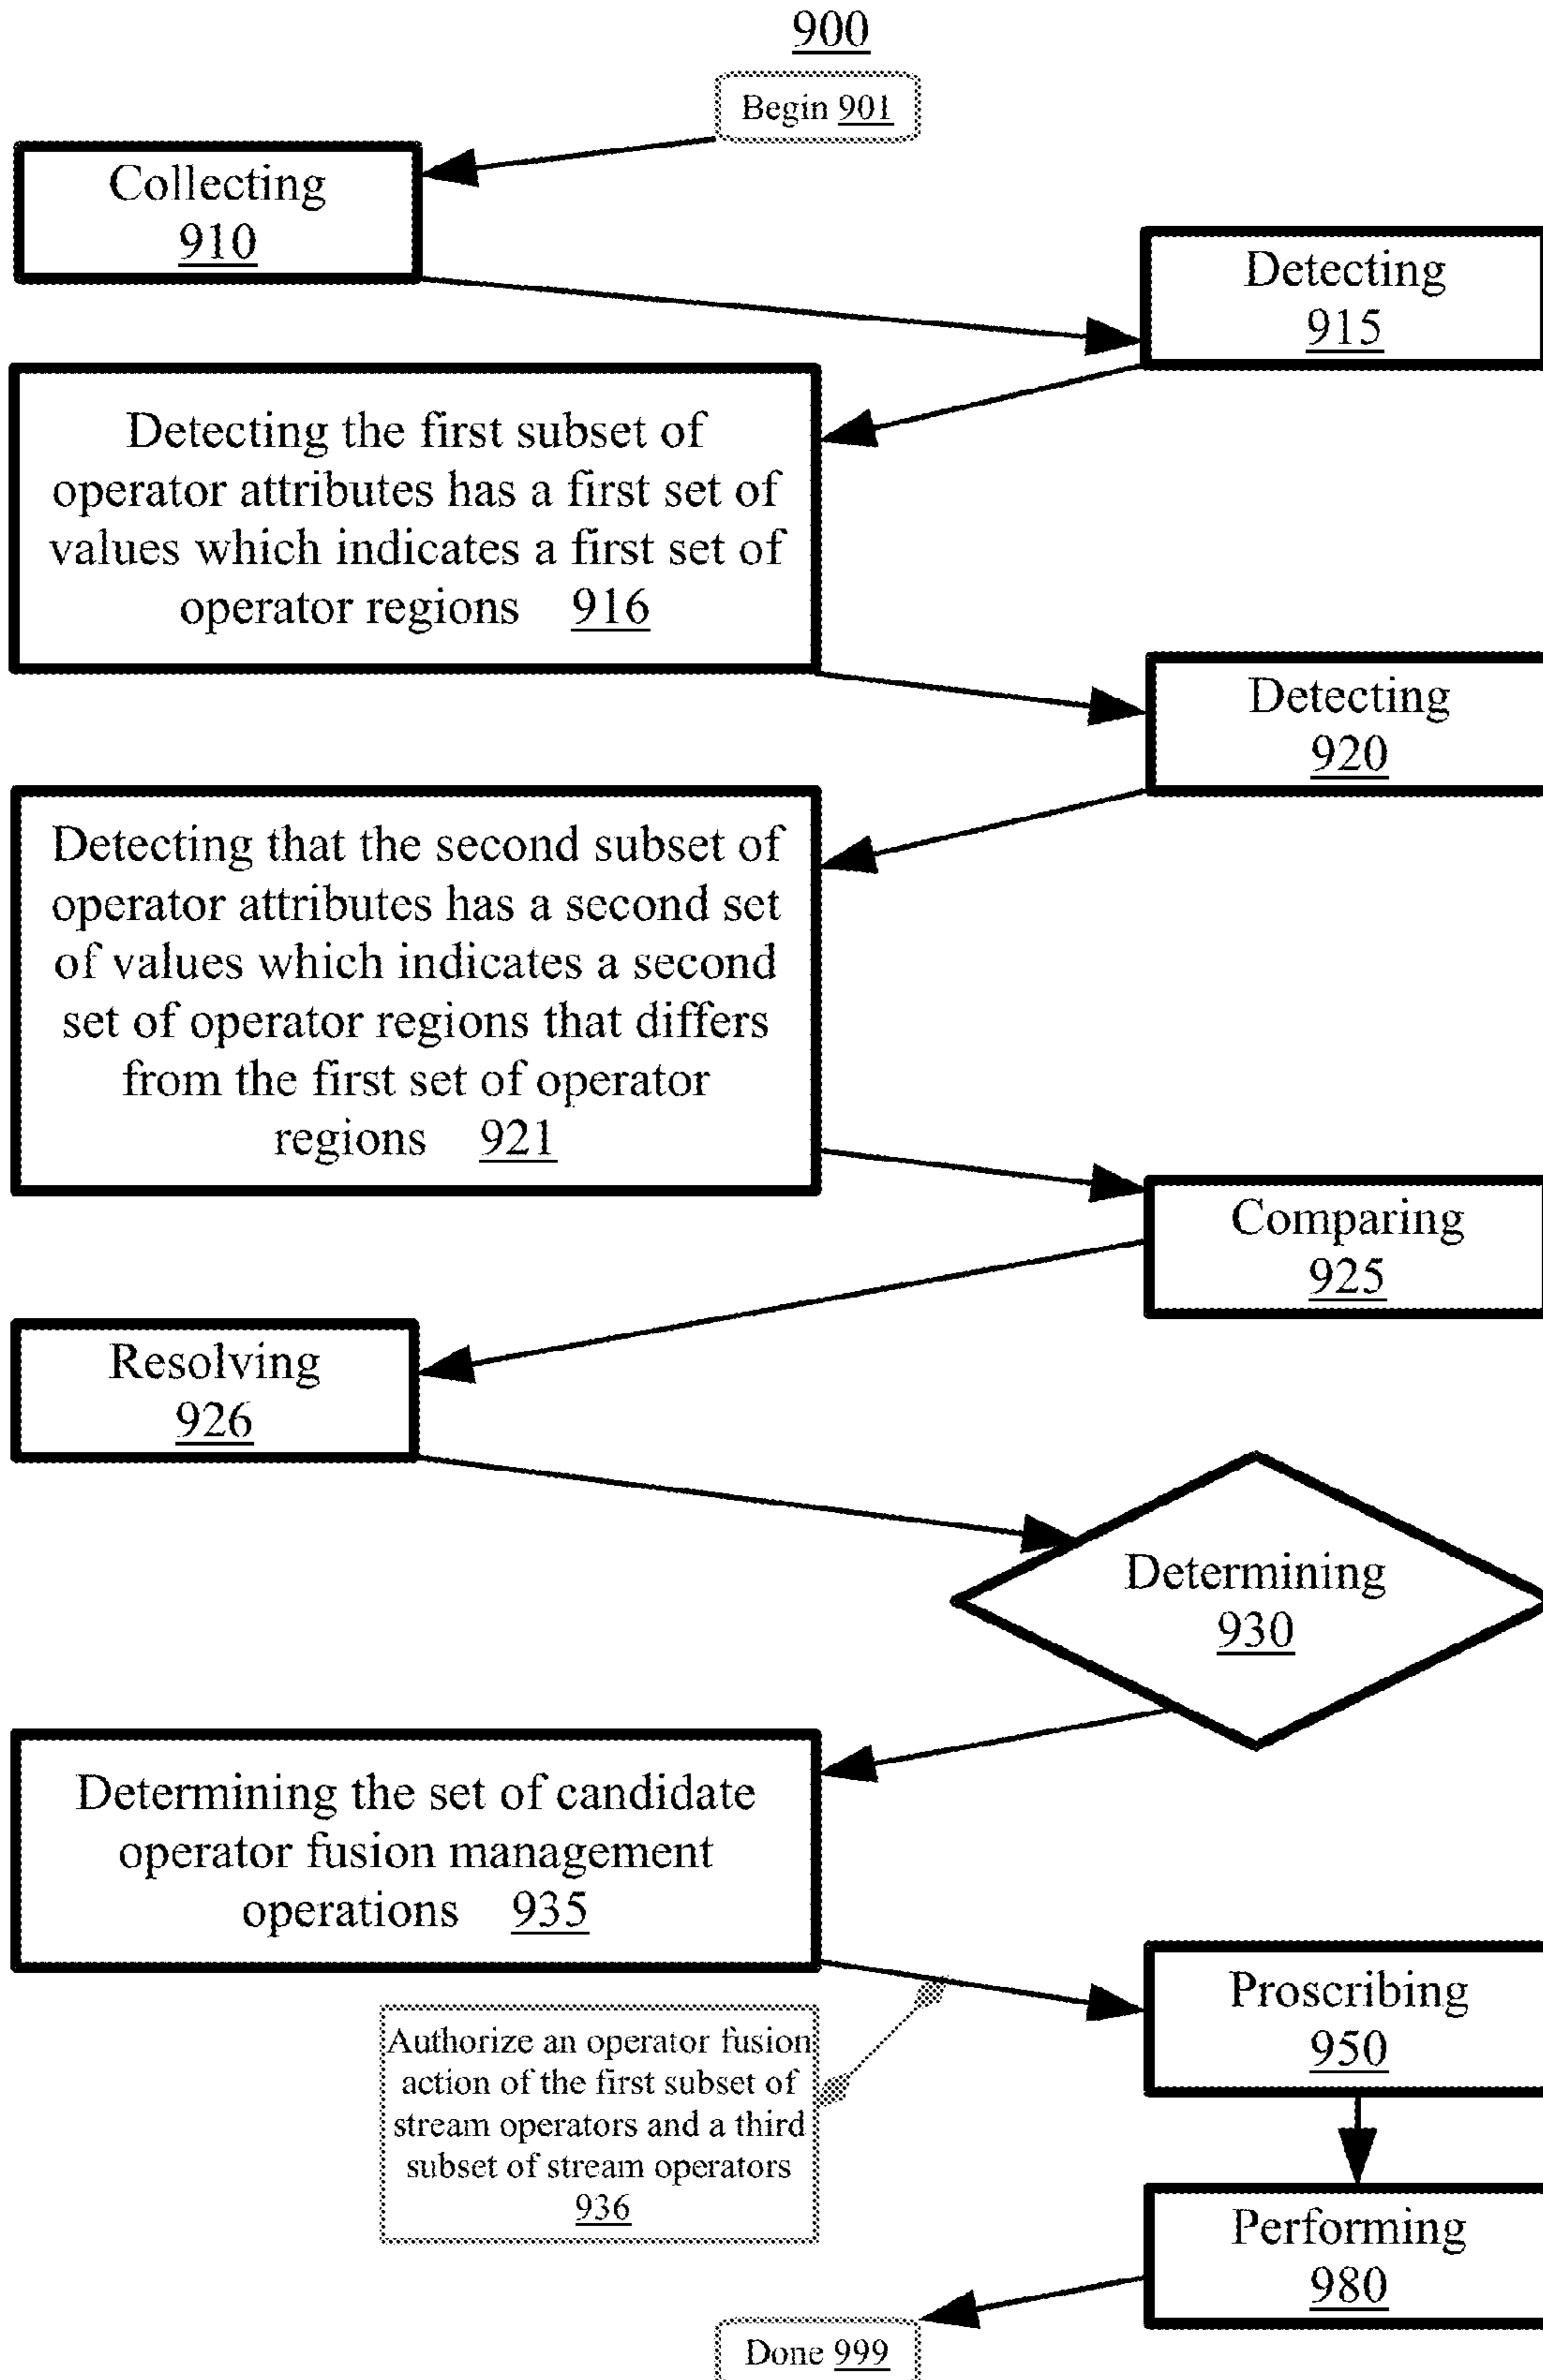 900
Begin 901
Collecting
910
Detecting
915
Detecting the first subset of
operator attributes has a first set of
values which indicates a first set of
operator regions 916
Detecting
920
Detecting that the second subset of
operator attributes has a second set
of values which indicates a second
set of operator regions that differs
from the first set of operator
regions 921
Comparing
925
Resolving
926
Determining
930
Determining the set of candidate
operator fusion management
operations 935
Proscribing
950
Authorize an operator fusion
action of the first subset of
stream operators and a third
subset of stream operators
936
Performing
980
Done 999